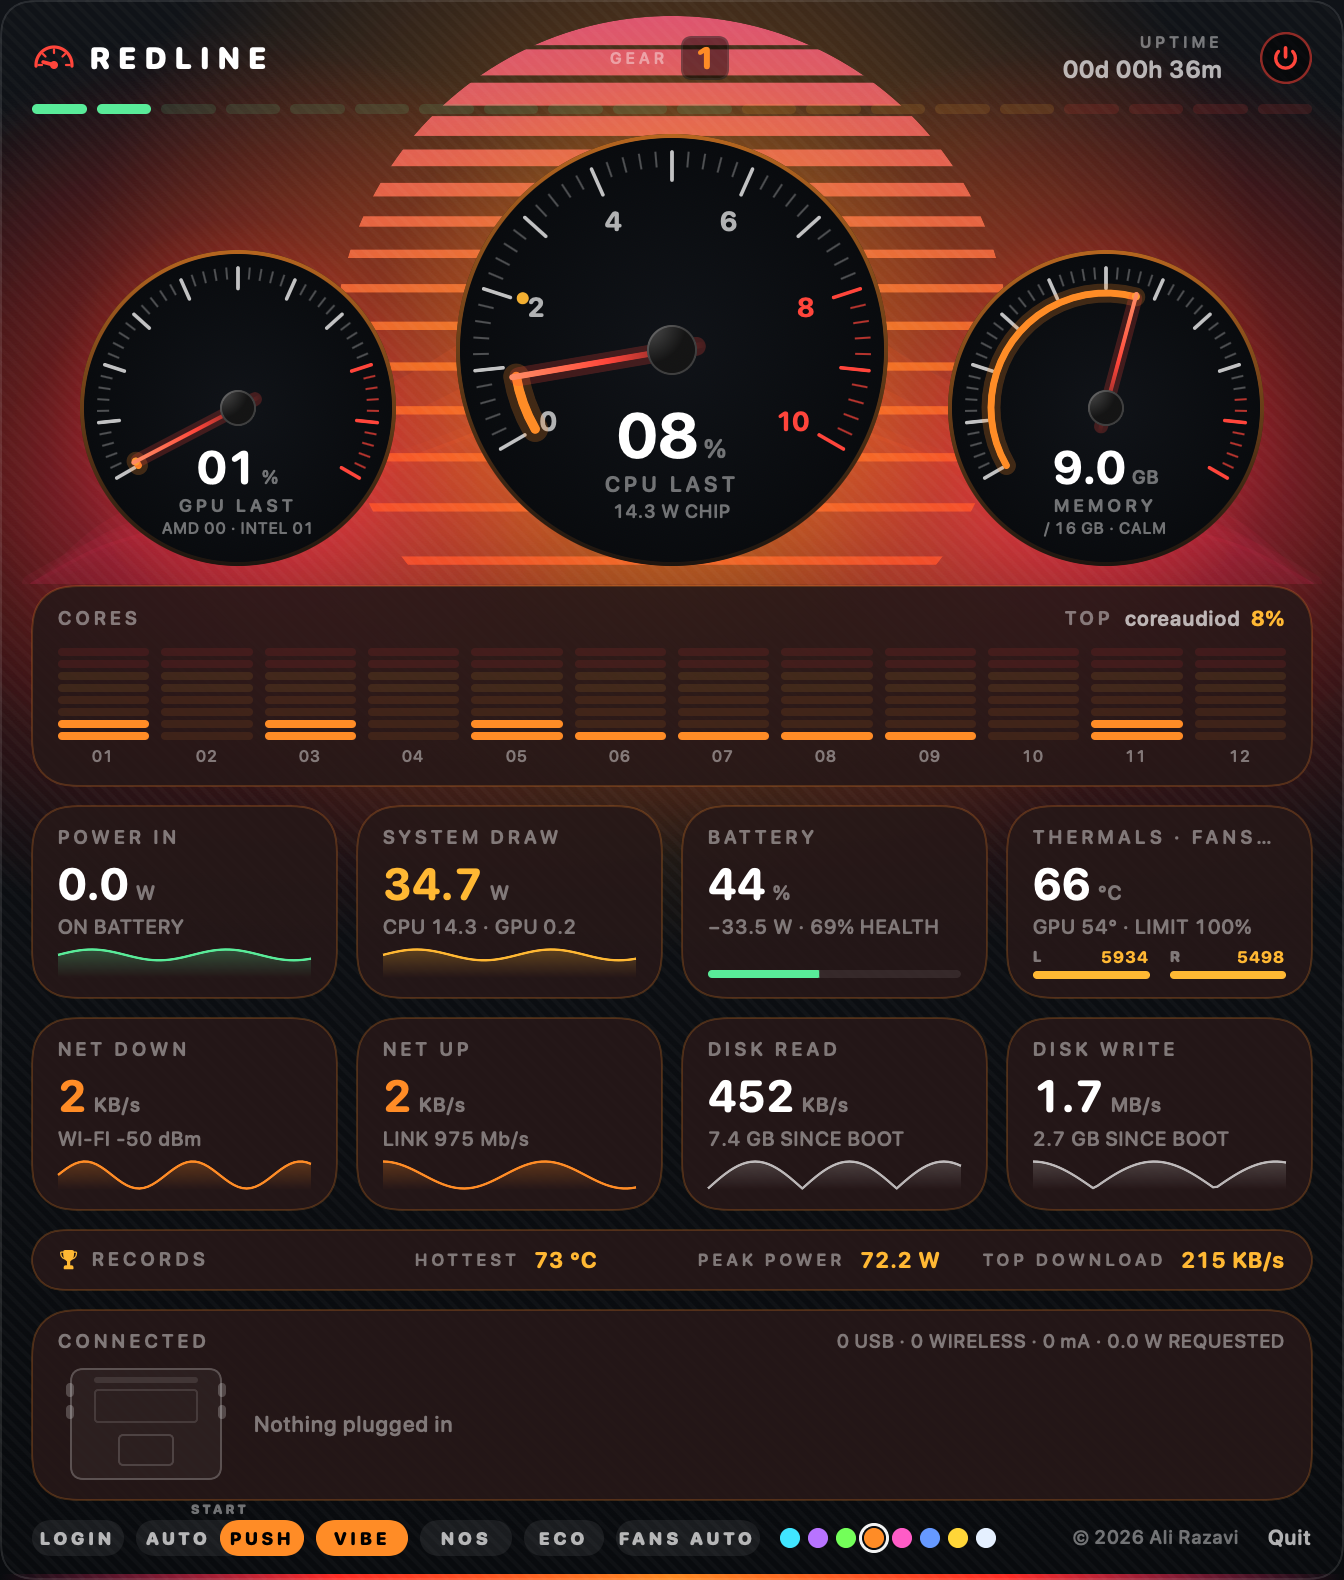 REDLINE
GEAR 1
UPTIME
00d 00h 36m
0 2 4 6 8 10
01 %
GPU LAST
AMD 00 · INTEL 01
08 %
CPU LAST
14.3 W CHIP
9.0 GB
MEMORY
/ 16 GB · CALM
CORES
TOP coreaudiod 8%
01 02 03 04 05 06 07 08 09 10 11 12
POWER IN
0.0 W
ON BATTERY
SYSTEM DRAW
34.7 W
CPU 14.3 · GPU 0.2
BATTERY
44 %
−33.5 W · 69% HEALTH
THERMALS · FANS…
66 °C
GPU 54° · LIMIT 100%
L 5934 R 5498
NET DOWN
2 KB/s
WI-FI -50 dBm
NET UP
2 KB/s
LINK 975 Mb/s
DISK READ
452 KB/s
7.4 GB SINCE BOOT
DISK WRITE
1.7 MB/s
2.7 GB SINCE BOOT
RECORDS HOTTEST 73 °C PEAK POWER 72.2 W TOP DOWNLOAD 215 KB/s
CONNECTED
0 USB · 0 WIRELESS · 0 mA · 0.0 W REQUESTED
Nothing plugged in
START
LOGIN AUTO PUSH VIBE NOS ECO FANS AUTO © 2026 Ali Razavi Quit